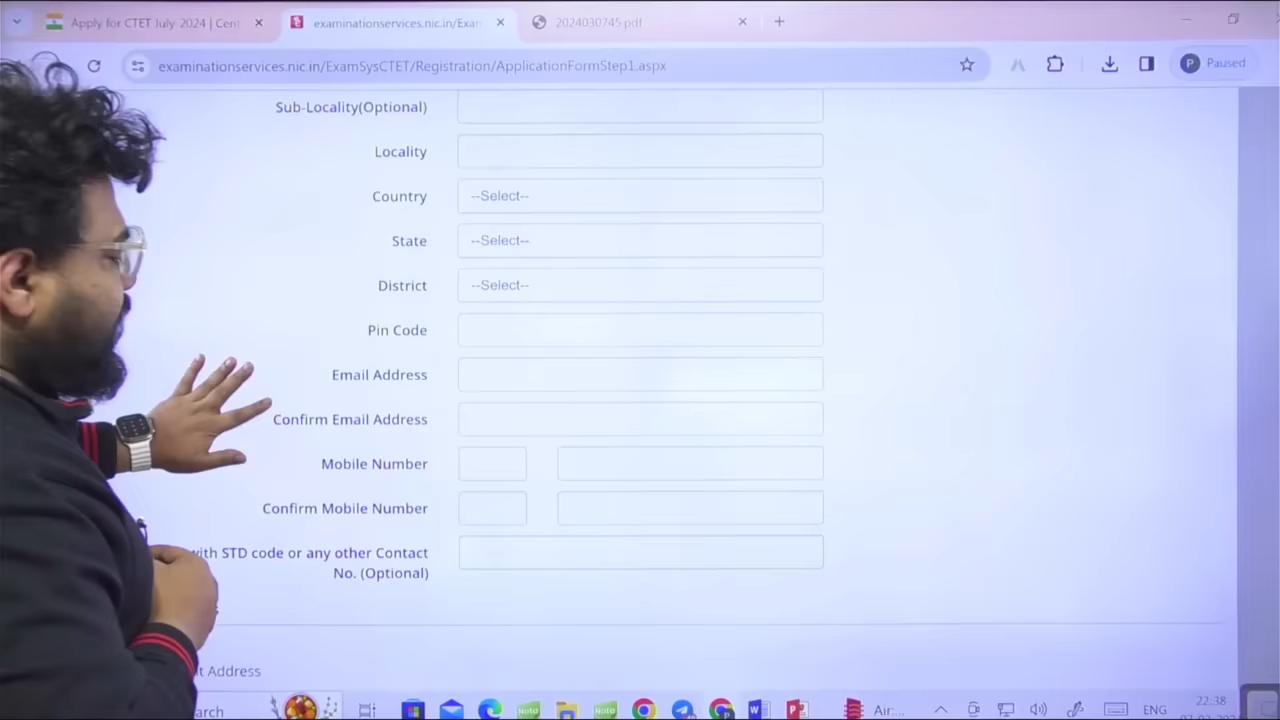 Apply for CTET July-2024 | Cent
examinationservices.nic.in/Exan
2024030745.pdf
examinationservices.nic.in/ExamSysCTET/Registration/ApplicationFormStep1.aspx
P Paused
Sub-Locality(Optional)
Locality
Country --Select--
State --Select--
District --Select--
Pin Code
Email Address
Confirm Email Address
Mobile Number
Confirm Mobile Number
with STD code or any other Contact
No. (Optional)
Address
Air:...
ENG
22:38